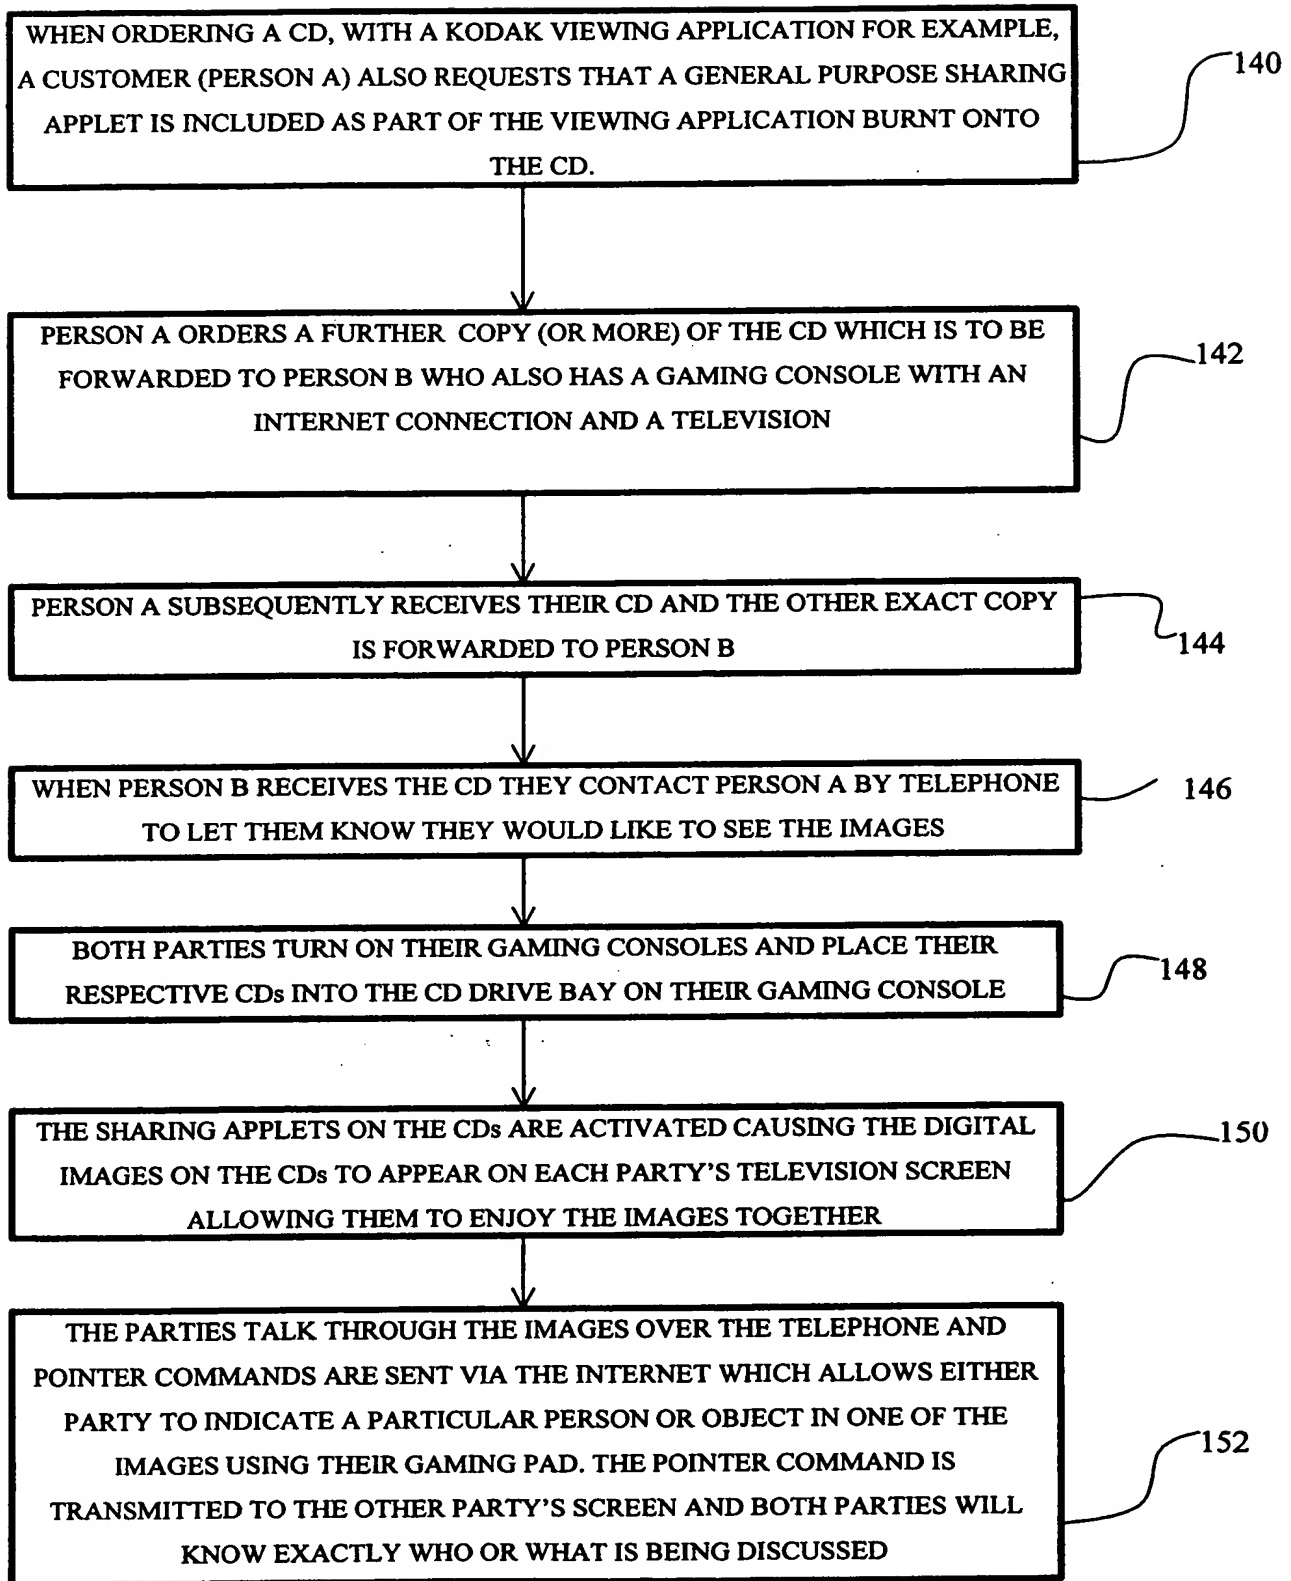 WHEN ORDERING A CD, WITH A KODAK VIEWING APPLICATION FOR EXAMPLE,
A CUSTOMER (PERSON A) ALSO REQUESTS THAT A GENERAL PURPOSE SHARING
APPLET IS INCLUDED AS PART OF THE VIEWING APPLICATION BURNT ONTO
THE CD.
140
PERSON A ORDERS A FURTHER COPY (OR MORE) OF THE CD WHICH IS TO BE
FORWARDED TO PERSON B WHO ALSO HAS A GAMING CONSOLE WITH AN
INTERNET CONNECTION AND A TELEVISION
142
PERSON A SUBSEQUENTLY RECEIVES THEIR CD AND THE OTHER EXACT COPY
IS FORWARDED TO PERSON B
144
WHEN PERSON B RECEIVES THE CD THEY CONTACT PERSON A BY TELEPHONE
TO LET THEM KNOW THEY WOULD LIKE TO SEE THE IMAGES
146
BOTH PARTIES TURN ON THEIR GAMING CONSOLES AND PLACE THEIR
RESPECTIVE CDs INTO THE CD DRIVE BAY ON THEIR GAMING CONSOLE
148
THE SHARING APPLETS ON THE CDs ARE ACTIVATED CAUSING THE DIGITAL
IMAGES ON THE CDs TO APPEAR ON EACH PARTY'S TELEVISION SCREEN
ALLOWING THEM TO ENJOY THE IMAGES TOGETHER
150
THE PARTIES TALK THROUGH THE IMAGES OVER THE TELEPHONE AND
POINTER COMMANDS ARE SENT VIA THE INTERNET WHICH ALLOWS EITHER
PARTY TO INDICATE A PARTICULAR PERSON OR OBJECT IN ONE OF THE
IMAGES USING THEIR GAMING PAD. THE POINTER COMMAND IS
TRANSMITTED TO THE OTHER PARTY'S SCREEN AND BOTH PARTIES WILL
KNOW EXACTLY WHO OR WHAT IS BEING DISCUSSED
152